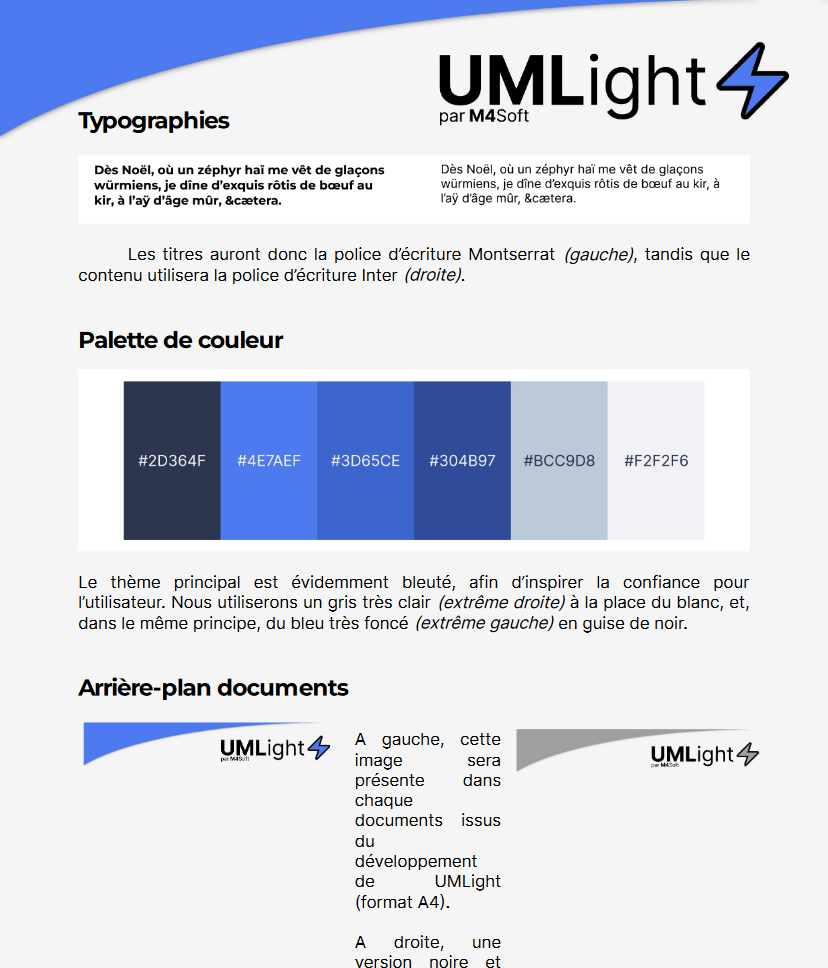 UMLight
par M4Soft
Typographies
Dès Noël, où un zéphyr haï me vêt de glaçons
würmiens, je dîne d’exquis rôtis de bœuf au
kir, à l’aÿ d’âge mûr, &cætera.
Dès Noël, où un zéphyr haï me vêt de glaçons
würmiens, je dîne d’exquis rôtis de bœuf au kir, à
l’aÿ d’âge mûr, &cætera.
Les titres auront donc la police d’écriture Montserrat (gauche), tandis que le
contenu utilisera la police d’écriture Inter (droite).
Palette de couleur
#2D364F
#4E7AEF
#3D65CE
#304B97
#BCC9D8
#F2F2F6
Le thème principal est évidemment bleuté, afin d’inspirer la confiance pour
l’utilisateur. Nous utiliserons un gris très clair (extrême droite) à la place du blanc, et,
dans le même principe, du bleu très foncé (extrême gauche) en guise de noir.
Arrière-plan documents
UMLight
par M4Soft
A gauche, cette
image sera
présente dans
chaque
documents issus
du
développement
de UMLight
(format A4).
A droite, une
version noire et
UMLight
par M4Soft